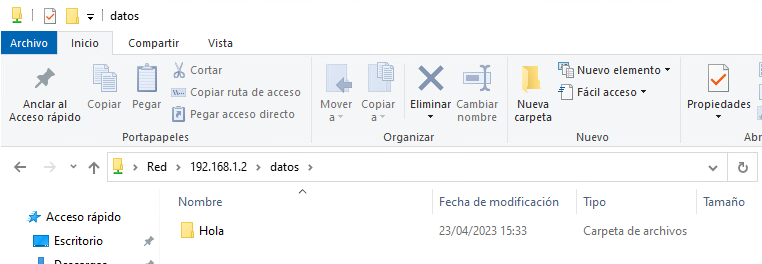 datos
Archivo Inicio Compartir Vista
Anclar al Acceso rápido
Copiar
Pegar
Cortar
Copiar ruta de acceso
Pegar acceso directo
Portapapeles
Mover a
Copiar a
Eliminar
Cambiar nombre
Organizar
Nueva carpeta
Nuevo elemento
Fácil acceso
Nuevo
Propiedades
Abr
Red 192.168.1.2 datos
Nombre Fecha de modificación Tipo Tamaño
Acceso rápido
Hola 23/04/2023 15:33 Carpeta de archivos
Escritorio